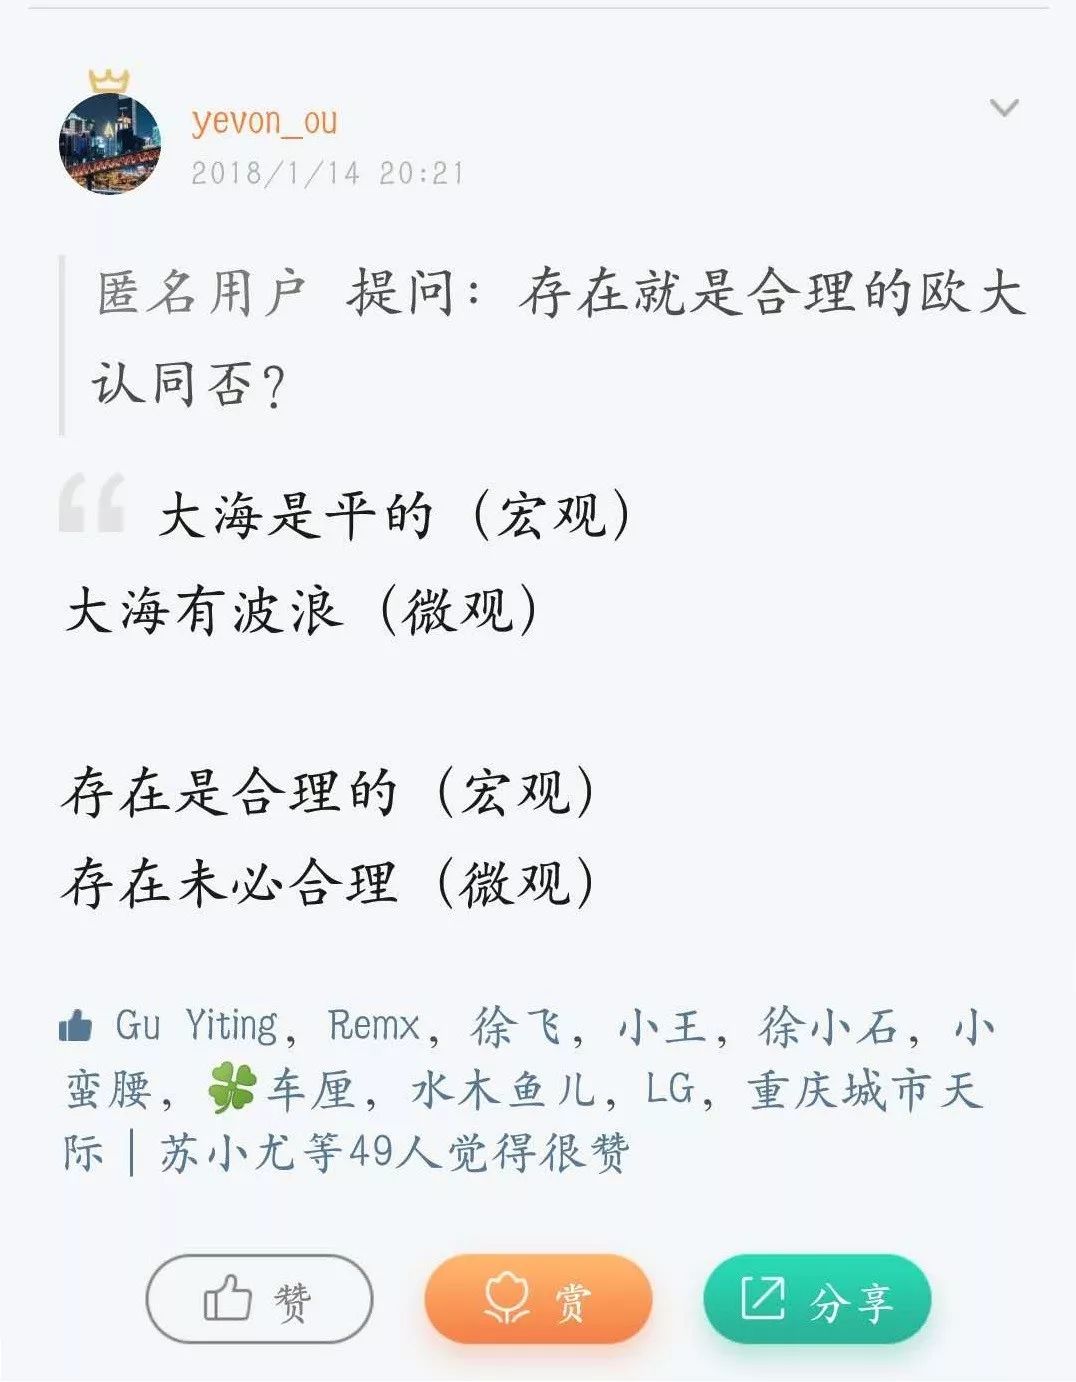 yevon_ou
2018/1/14 20:21
匿名用户 提问：存在就是合理的欧大
认同否？
大海是平的（宏观）
大海有波浪（微观）
存在是合理的（宏观）
存在未必合理（微观）
Gu Yiting，Remx，徐飞，小王，徐小石，小
蛮腰，🍀车厘，水木鱼儿，LG，重庆城市天
际｜苏小尤等49人觉得很赞
赞
赏
分享